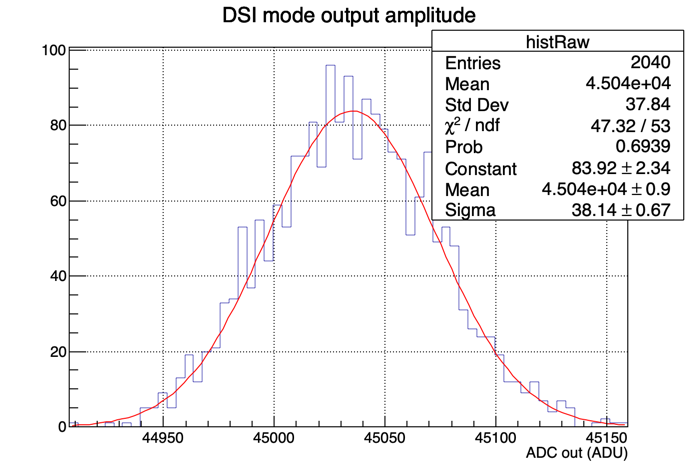 DSI mode output amplitude
histRaw
Entries 2040
Mean 4.504e+04
Std Dev 37.84
χ² / ndf 47.32 / 53
Prob 0.6939
Constant 83.92 ± 2.34
Mean 4.504e+04 ± 0.9
Sigma 38.14 ± 0.67
100
80
60
40
20
0
44950 45000 45050 45100 45150
ADC out (ADU)